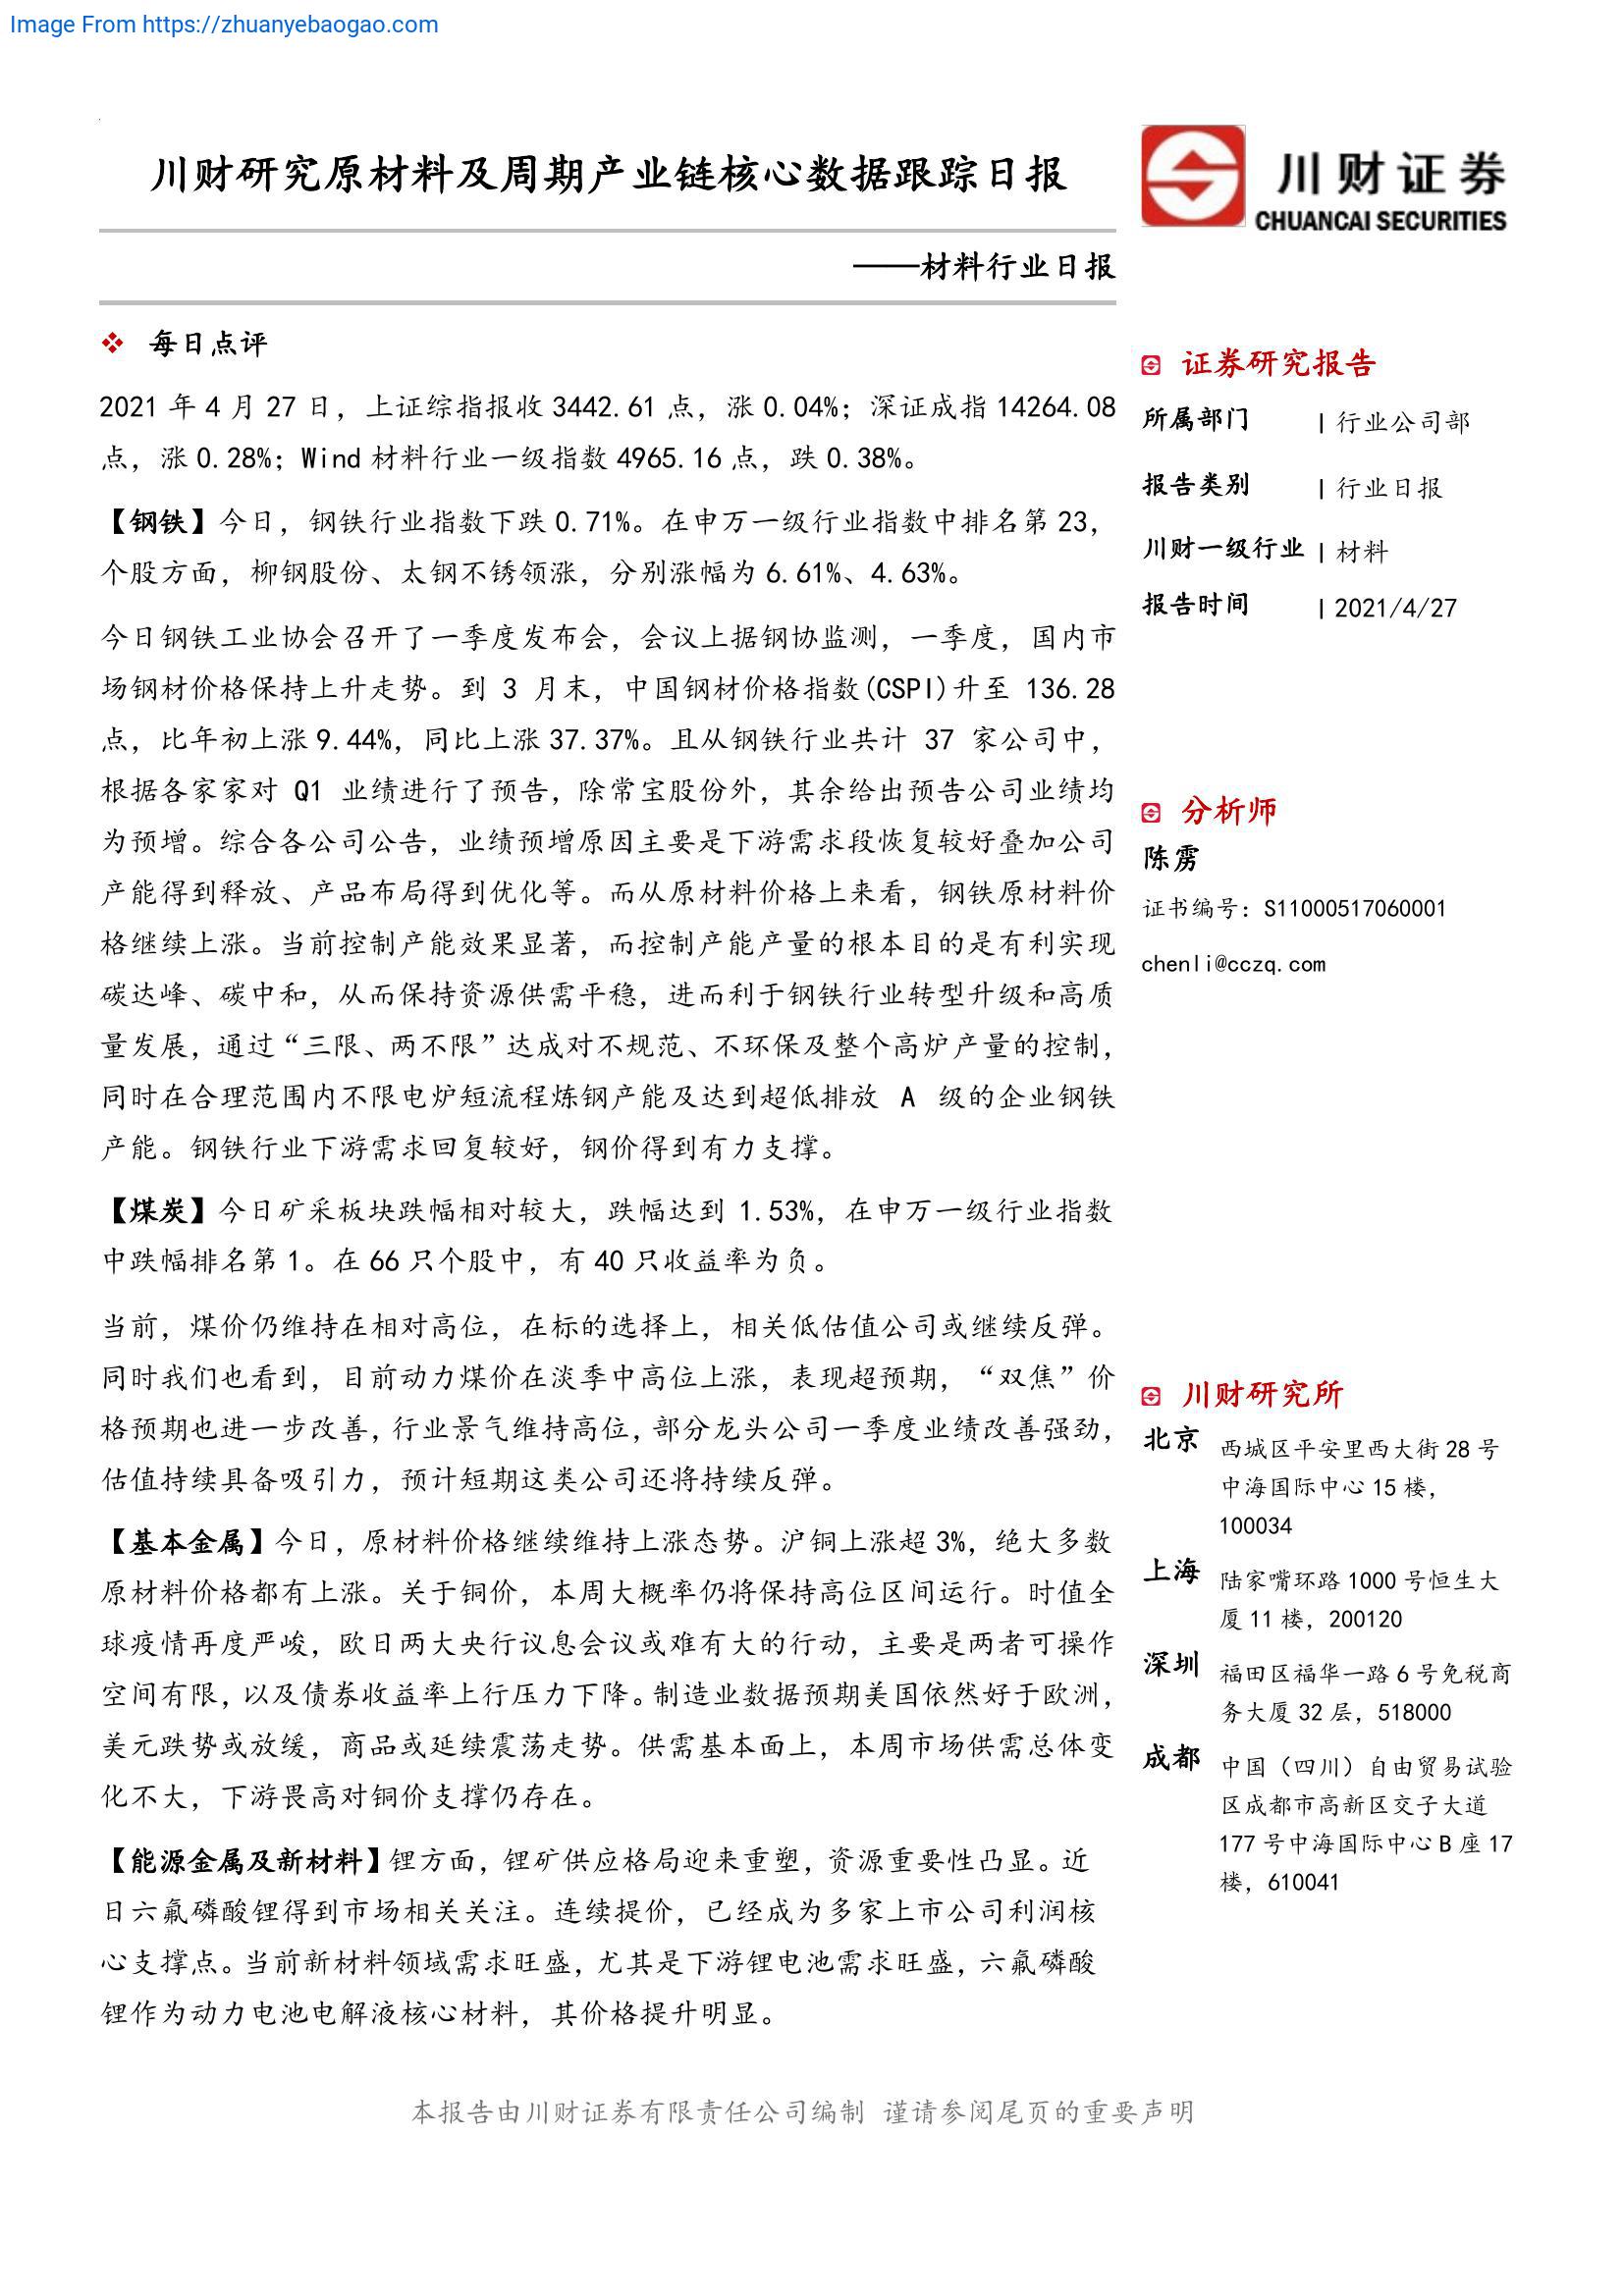 Image From https://zhuanyebaogao.com
川财研究原材料及周期产业链核心数据跟踪日报
——材料行业日报
川财证券
CHUANCAI SECURITIES
每日点评
2021 年 4 月 27 日，上证综指报收 3442.61 点，涨 0.04%；深证成指 14264.08
点，涨 0.28%；Wind 材料行业一级指数 4965.16 点，跌 0.38%。
【钢铁】今日，钢铁行业指数下跌 0.71%。在申万一级行业指数中排名第 23，
个股方面，柳钢股份、太钢不锈领涨，分别涨幅为 6.61%、4.63%。
今日钢铁工业协会召开了一季度发布会，会议上据钢协监测，一季度，国内市
场钢材价格保持上升走势。到 3 月末，中国钢材价格指数(CSPI)升至 136.28
点，比年初上涨 9.44%，同比上涨 37.37%。且从钢铁行业共计 37 家公司中，
根据各家家对 Q1 业绩进行了预告，除常宝股份外，其余给出预告公司业绩均
为预增。综合各公司公告，业绩预增原因主要是下游需求段恢复较好叠加公司
产能得到释放、产品布局得到优化等。而从原材料价格上来看，钢铁原材料价
格继续上涨。当前控制产能效果显著，而控制产能产量的根本目的是有利实现
碳达峰、碳中和，从而保持资源供需平稳，进而利于钢铁行业转型升级和高质
量发展，通过“三限、两不限”达成对不规范、不环保及整个高炉产量的控制，
同时在合理范围内不限电炉短流程炼钢产能及达到超低排放 A 级的企业钢铁
产能。钢铁行业下游需求回复较好，钢价得到有力支撑。
【煤炭】今日矿采板块跌幅相对较大，跌幅达到 1.53%，在申万一级行业指数
中跌幅排名第 1。在 66 只个股中，有 40 只收益率为负。
当前，煤价仍维持在相对高位，在标的选择上，相关低估值公司或继续反弹。
同时我们也看到，目前动力煤价在淡季中高位上涨，表现超预期，“双焦”价
格预期也进一步改善，行业景气维持高位，部分龙头公司一季度业绩改善强劲，
估值持续具备吸引力，预计短期这类公司还将持续反弹。
【基本金属】今日，原材料价格继续维持上涨态势。沪铜上涨超 3%，绝大多数
原材料价格都有上涨。关于铜价，本周大概率仍将保持高位区间运行。时值全
球疫情再度严峻，欧日两大央行议息会议或难有大的行动，主要是两者可操作
空间有限，以及债券收益率上行压力下降。制造业数据预期美国依然好于欧洲，
美元跌势或放缓，商品或延续震荡走势。供需基本面上，本周市场供需总体变
化不大，下游畏高对铜价支撑仍存在。
【能源金属及新材料】锂方面，锂矿供应格局迎来重塑，资源重要性凸显。近
日六氟磷酸锂得到市场相关关注。连续提价，已经成为多家上市公司利润核
心支撑点。当前新材料领域需求旺盛，尤其是下游锂电池需求旺盛，六氟磷酸
锂作为动力电池电解液核心材料，其价格提升明显。
证券研究报告
所属部门 | 行业公司部
报告类别 | 行业日报
川财一级行业 | 材料
报告时间 | 2021/4/27
分析师
陈雳
证书编号：S11000517060001
chenli@cczq.com
川财研究所
北京 西城区平安里西大街 28 号
中海国际中心 15 楼，
100034
上海 陆家嘴环路 1000 号恒生大
厦 11 楼，200120
深圳 福田区福华一路 6 号免税商
务大厦 32 层，518000
成都 中国（四川）自由贸易试验
区成都市高新区交子大道
177 号中海国际中心 B 座 17
楼，610041
本报告由川财证券有限责任公司编制 谨请参阅尾页的重要声明